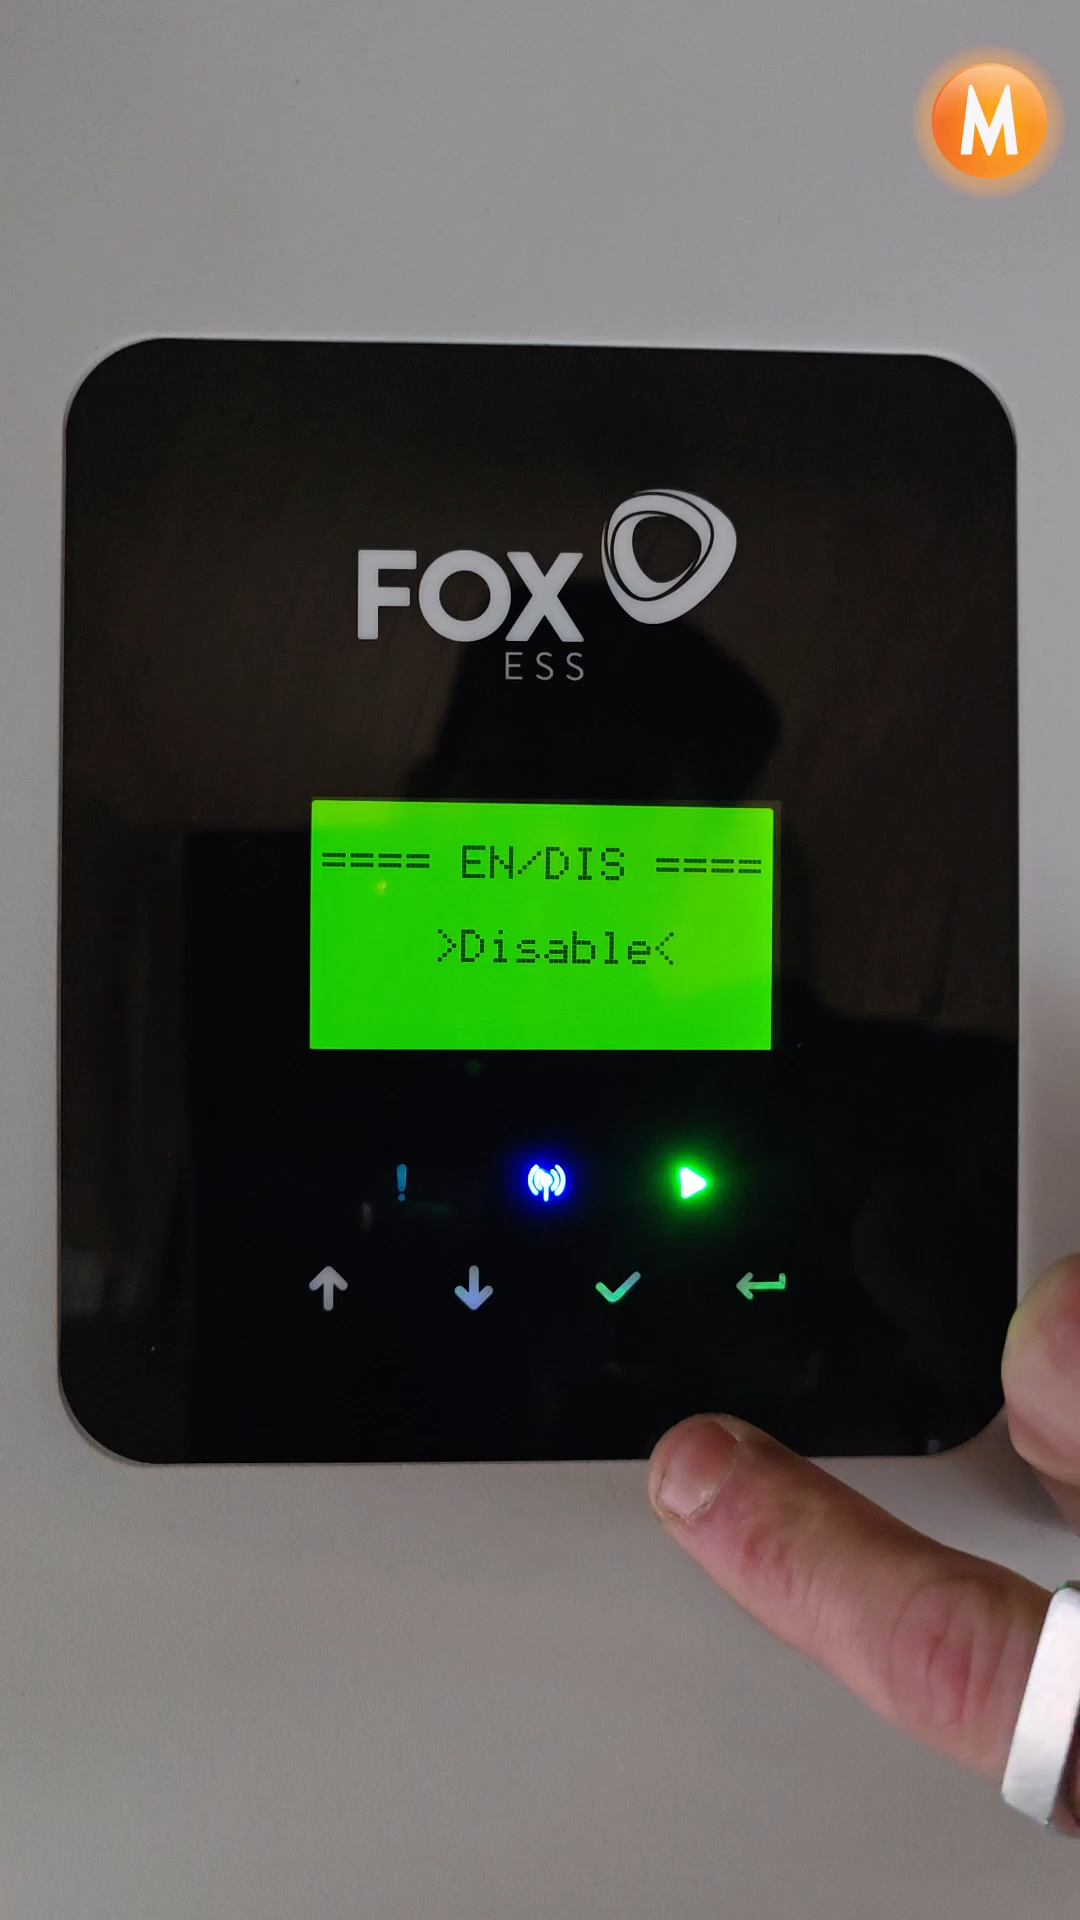 M
FOX
ESS
==== EN/DIS ====
>Disable<